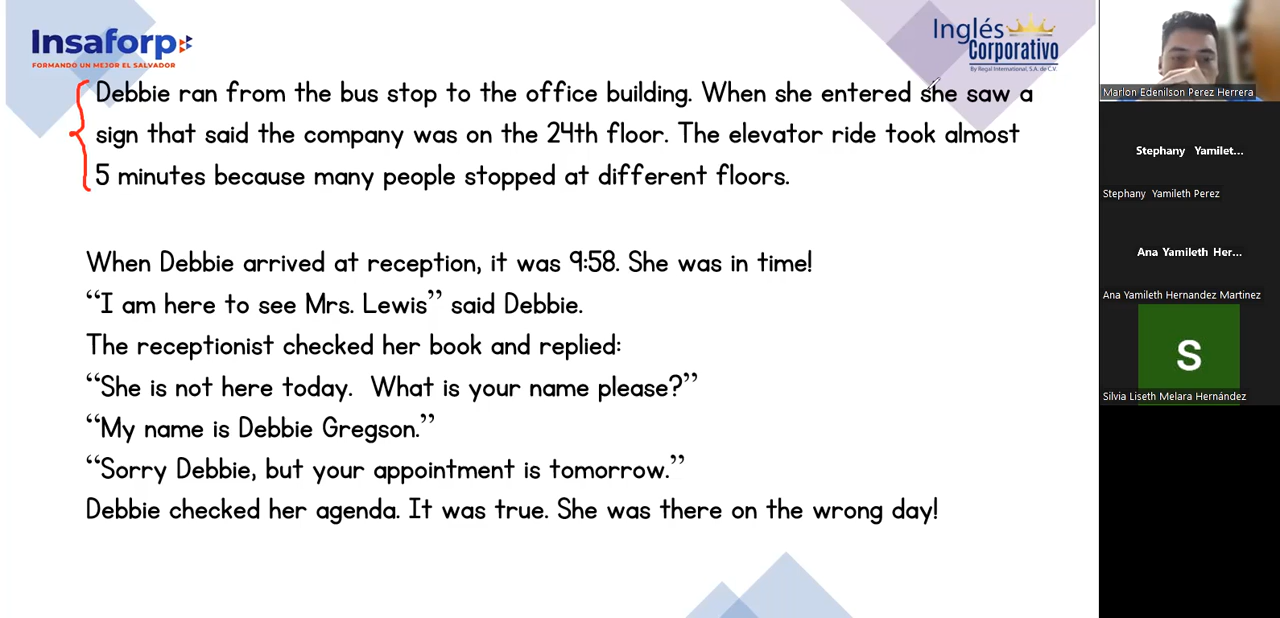 Insaforp
FORMANDO UN MEJOR EL SALVADOR
Inglés
Corporativo
By Regal International, S.A. de C.V.
Debbie ran from the bus stop to the office building. When she entered she saw a
sign that said the company was on the 24th floor. The elevator ride took almost
5 minutes because many people stopped at different floors.
When Debbie arrived at reception, it was 9:58. She was in time!
“I am here to see Mrs. Lewis” said Debbie.
The receptionist checked her book and replied:
“She is not here today.  What is your name please?”
“My name is Debbie Gregson.”
“Sorry Debbie, but your appointment is tomorrow.”
Debbie checked her agenda. It was true. She was there on the wrong day!
Marlon Edenilson Perez Herrera
Stephany Yamilet...
Stephany Yamileth Perez
Ana Yamileth Her...
Ana Yamileth Hernandez Martinez
S
Silvia Liseth Melara Hernández